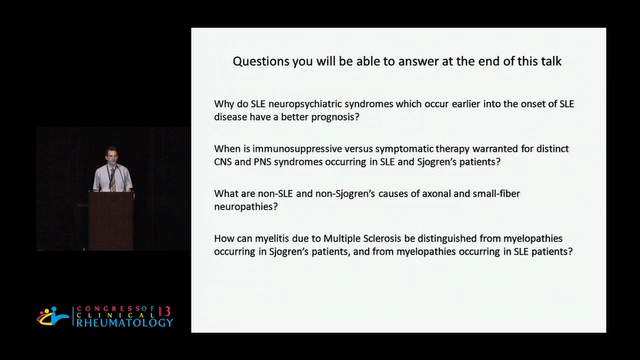 Questions you will be able to answer at the end of this talk
Why do SLE neuropsychiatric syndromes which occur earlier into the onset of SLE
disease have a better prognosis?
When is immunosuppressive versus symptomatic therapy warranted for distinct
CNS and PNS syndromes occurring in SLE and Sjogren's patients?
What are non-SLE and non-Sjogren's causes of axonal and small-fiber
neuropathies?
How can myelitis due to Multiple Sclerosis be distinguished from myelopathies
occurring in Sjogren's patients, and from myelopathies occurring in SLE patients?
CONGRESS OF 13
CLINICAL
RHEUMATOLOGY